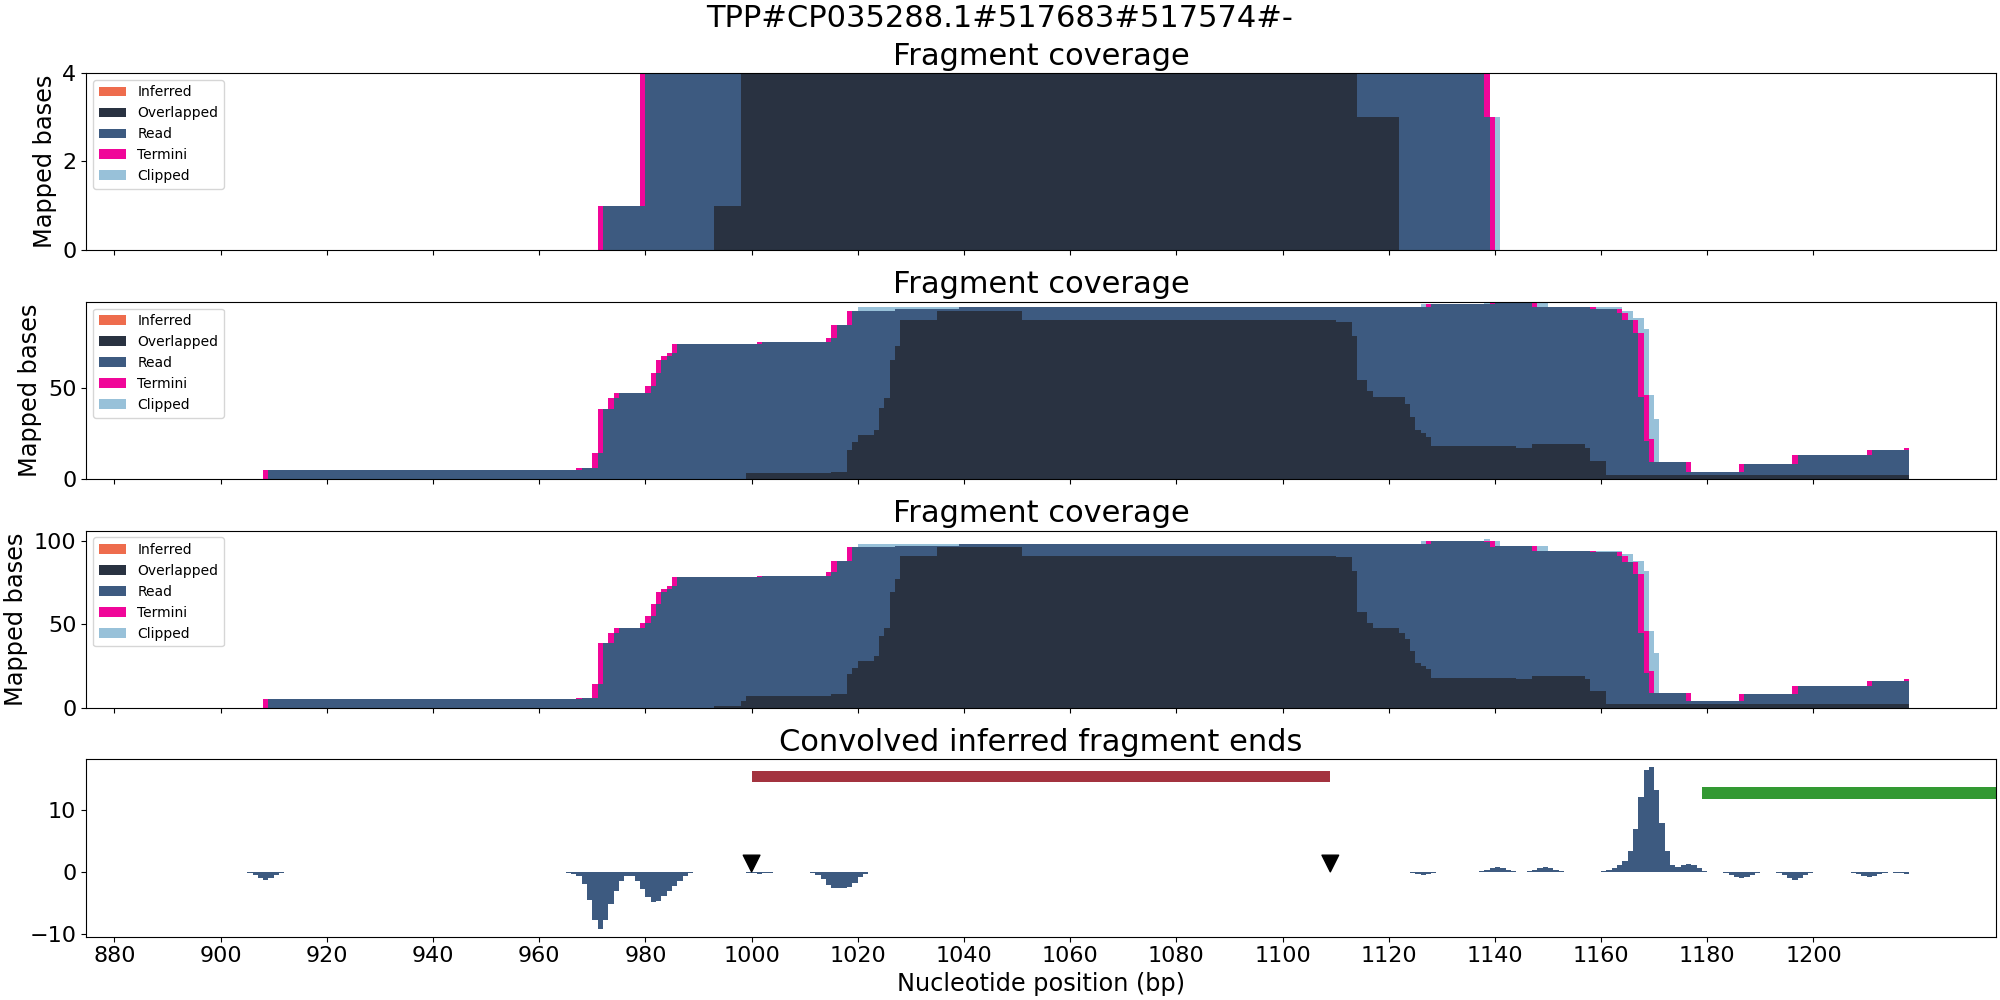 TPP#CP035288.1#517683#517574#-
Fragment coverage
Mapped bases
4
2
0
Inferred
Overlapped
Read
Termini
Clipped
Fragment coverage
Mapped bases
50
0
Inferred
Overlapped
Read
Termini
Clipped
Fragment coverage
Mapped bases
100
50
0
Inferred
Overlapped
Read
Termini
Clipped
Convolved inferred fragment ends
10
0
−10
880 900 920 940 960 980 1000 1020 1040 1060 1080 1100 1120 1140 1160 1180 1200
Nucleotide position (bp)